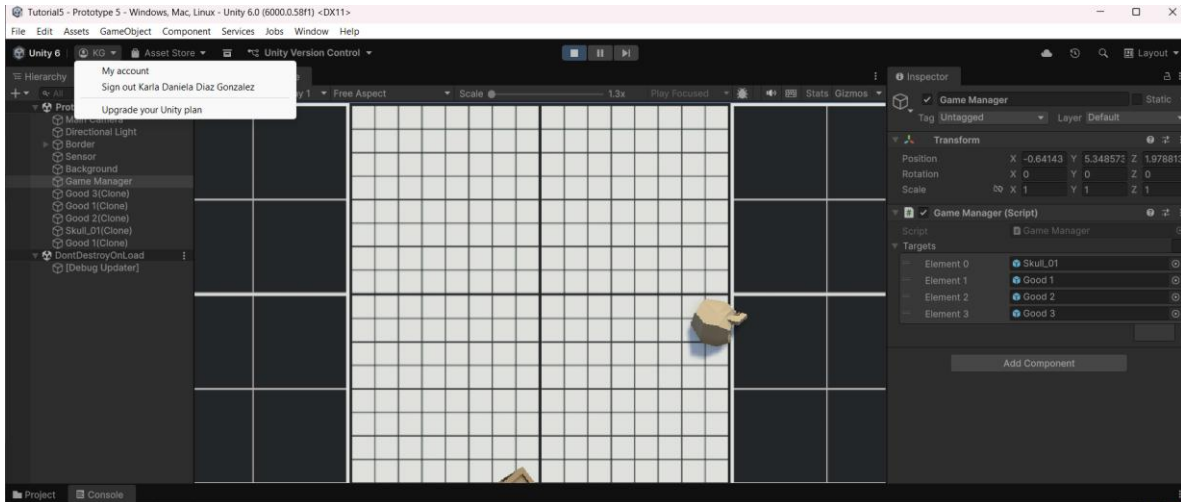 Tutorial5 - Prototype 5 - Windows, Mac, Linux - Unity 6.0 (6000.0.58f1) <DX11>
File Edit Assets GameObject Component Services Jobs Window Help
Unity 6 KG Asset Store Unity Version Control Layout
My account
Sign out Karla Daniela Diaz Gonzalez
Upgrade your Unity plan
Hierarchy
All
Main Camera
Directional Light
Border
Sensor
Background
Game Manager
Good 3(Clone)
Good 1(Clone)
Good 2(Clone)
Skull_01(Clone)
Good 1(Clone)
DontDestroyOnLoad
[Debug Updater]
Free Aspect Scale 1.3x Play Focused Stats Gizmos
Inspector
Game Manager Static
Tag Untagged Layer Default
Transform
Position X -0.64143 Y 5.348573 Z 1.978813
Rotation X 0 Y 0 Z 0
Scale X 1 Y 1 Z 1
Game Manager (Script)
Script Game Manager
Targets
Element 0 Skull_01
Element 1 Good 1
Element 2 Good 2
Element 3 Good 3
Add Component
Project Console